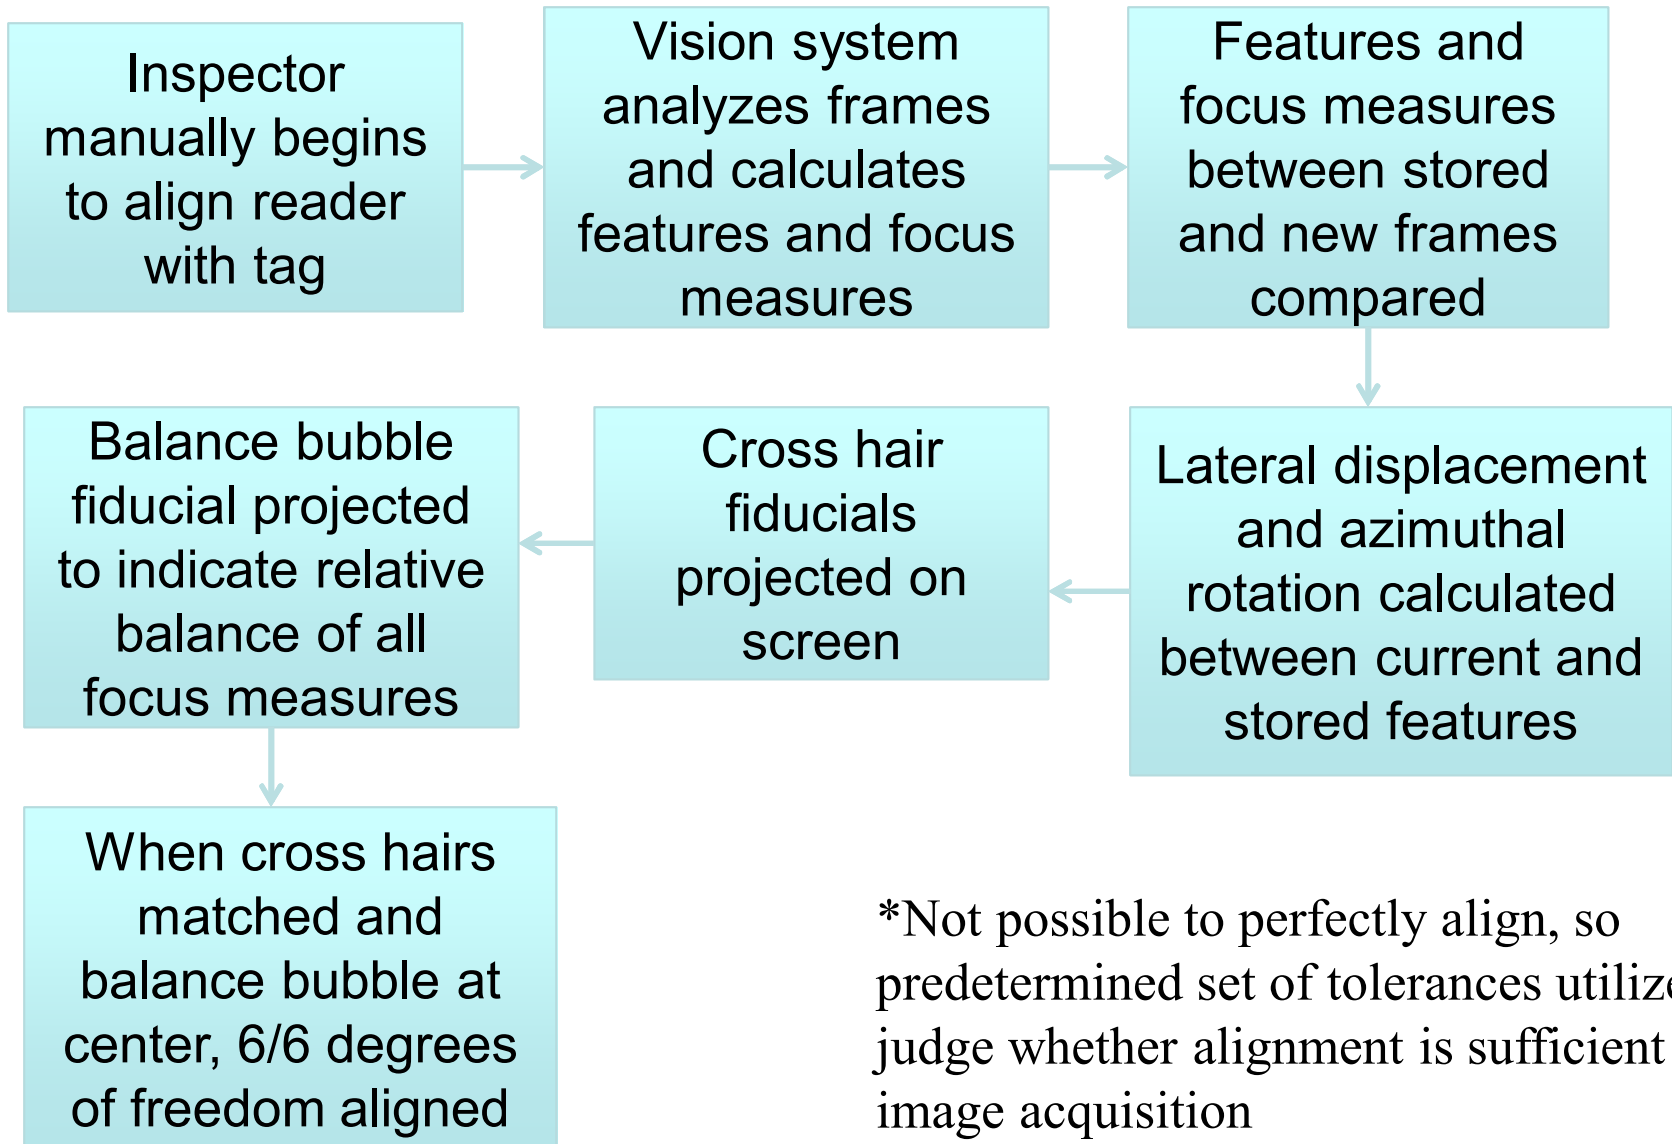 Inspector
manually begins
to align reader
with tag
Vision system
analyzes frames
and calculates
features and focus
measures
Features and
focus measures
between stored
and new frames
compared
Lateral displacement
and azimuthal
rotation calculated
between current and
stored features
Cross hair
fiducials
projected on
screen
Balance bubble
fiducial projected
to indicate relative
balance of all
focus measures
When cross hairs
matched and
balance bubble at
center, 6/6 degrees
of freedom aligned
*Not possible to perfectly align, so
predetermined set of tolerances
judge whether alignment is sufficient
image acquisition